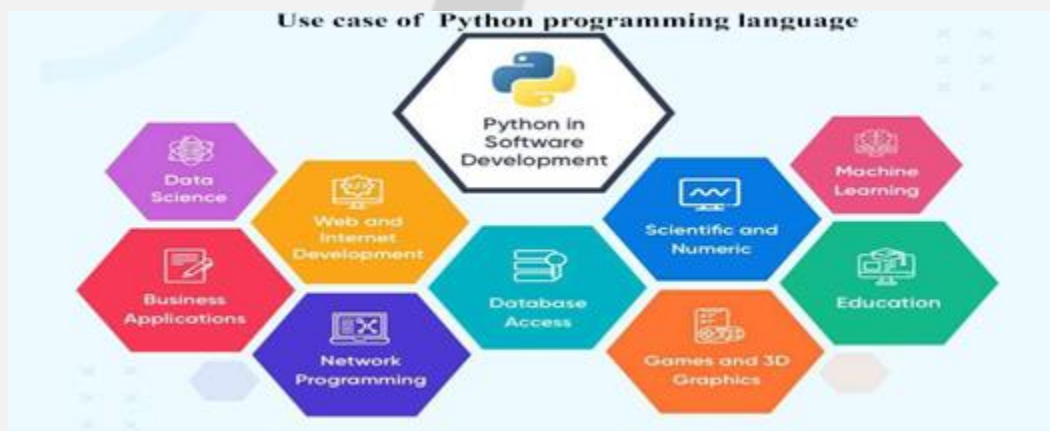 Use case of Python programming language
Python in
Software
Development
Data
Science
Web and
Internet
Development
Scientific and
Numeric
Machine
Learning
Business
Applications
Network
Programming
Database
Access
Games and 3D
Graphics
Education